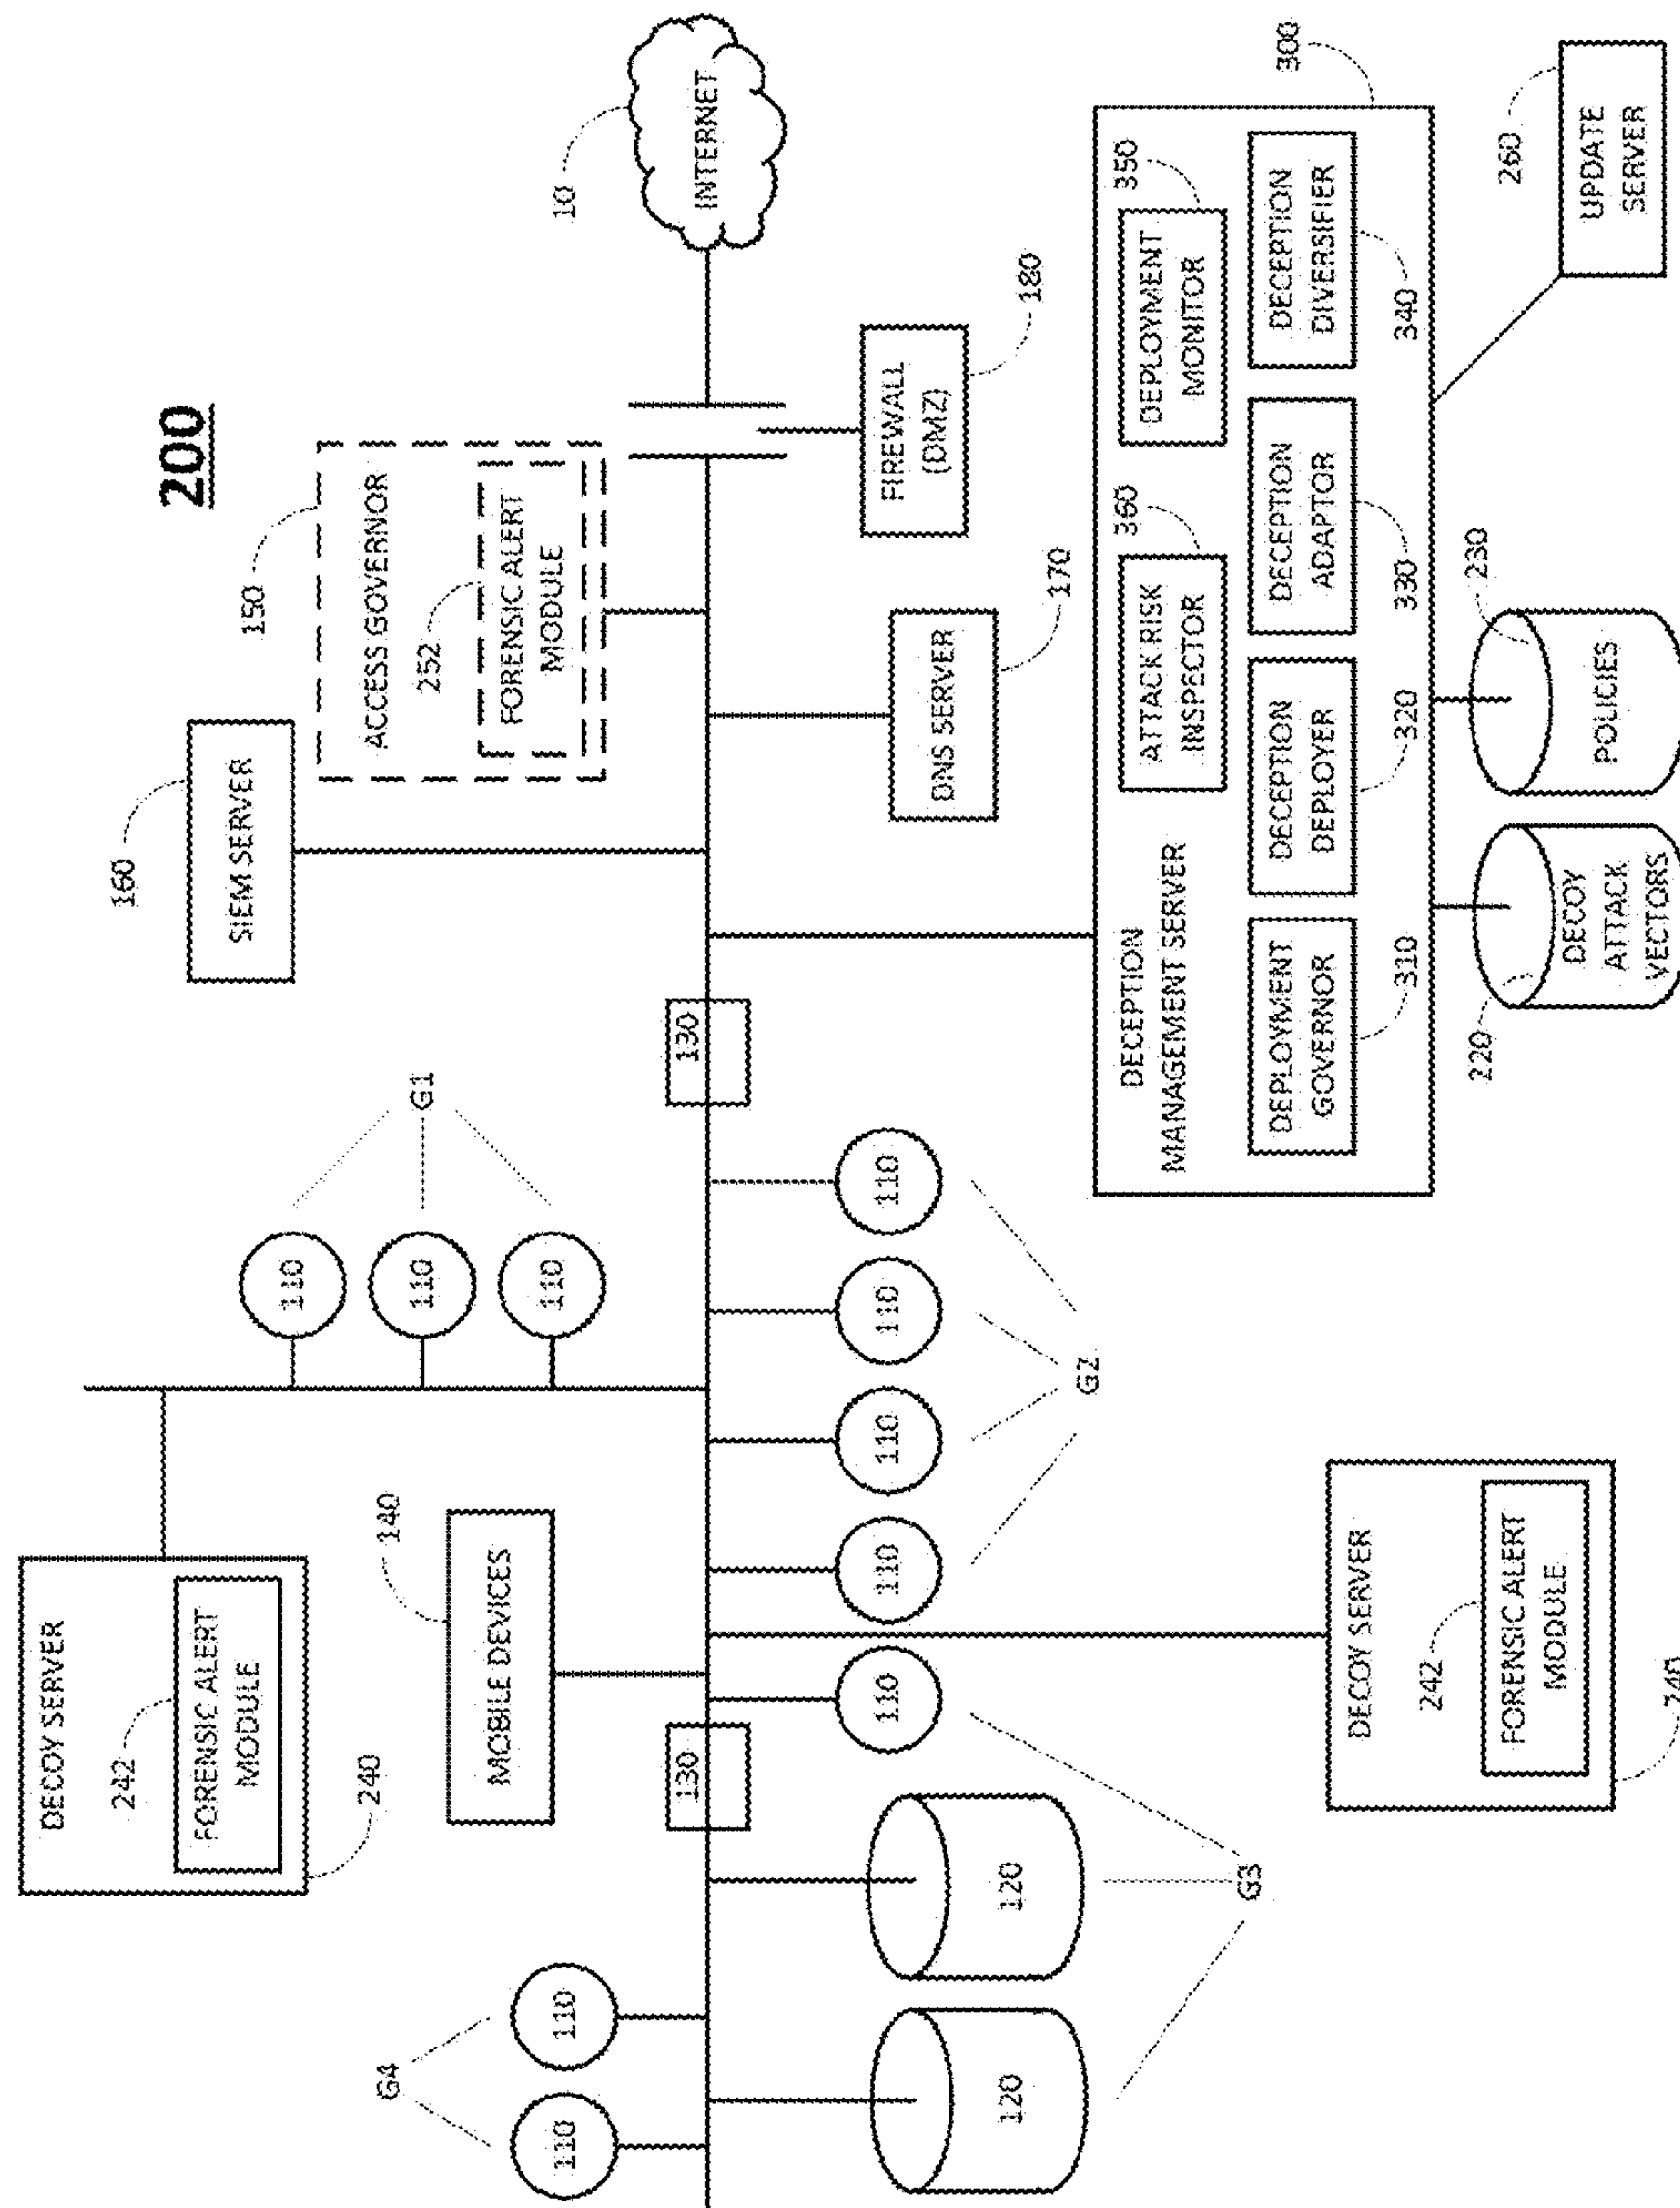 200
DECOY SERVER
242
FORENSIC ALERT
MODULE
240
MOBILE DEVICES
140
G4
110
110
110
110
110
G1
130
130
SIEM SERVER
160
ACCESS GOVERNOR
150
252
FORENSIC ALERT
MODULE
INTERNET
10
120
120
G3
110
110
110
110
110
G2
DNS SERVER
170
FIREWALL
(DMZ)
180
DECOY SERVER
242
FORENSIC ALERT
MODULE
240
DECEPTION
MANAGEMENT SERVER
300
ATTACK RISK
INSPECTOR
360
DEPLOYMENT
MONITOR
350
DEPLOYMENT
GOVERNOR
310
DECEPTION
DEPLOYER
320
DECEPTION
ADAPTOR
330
DECEPTION
DIVERSIFIER
340
220
DECOY
ATTACK
VECTORS
230
POLICIES
260
UPDATE
SERVER